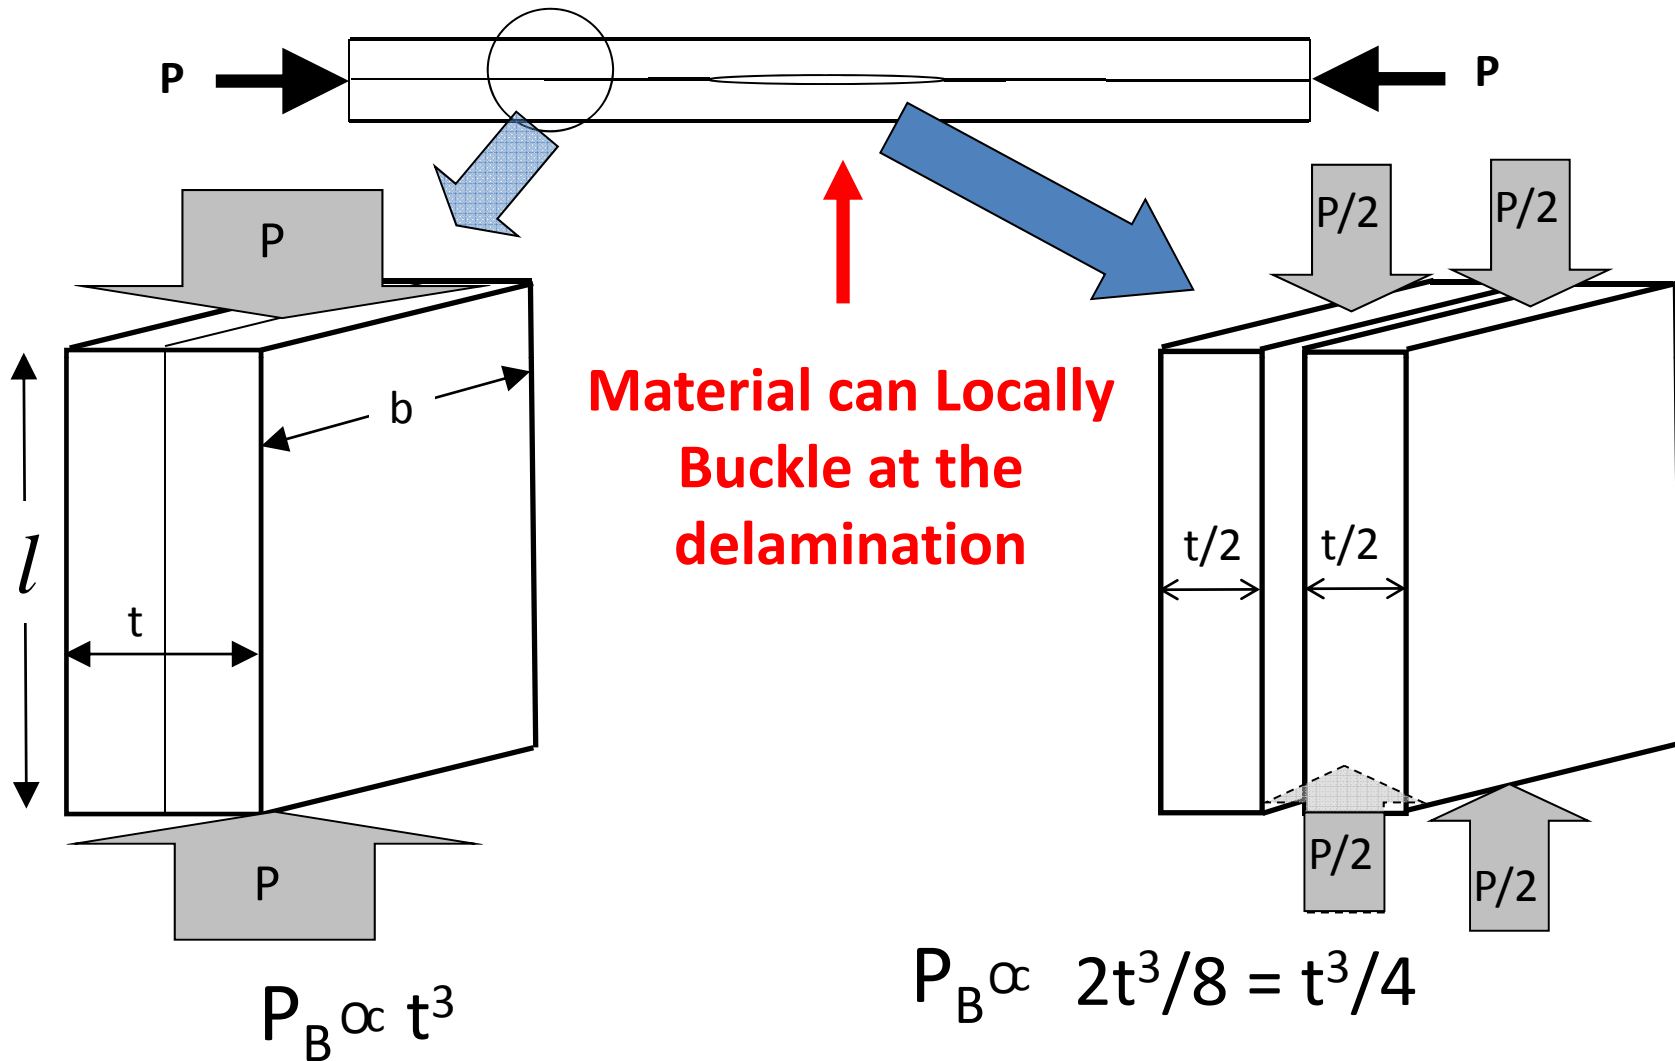 P
P
P
P/2
P/2
b
Material can Locally
Buckle at the
delamination
l
t
t/2
t/2
P
P/2
P/2
P_B ∝ t³
P_B ∝ 2t³/8 = t³/4